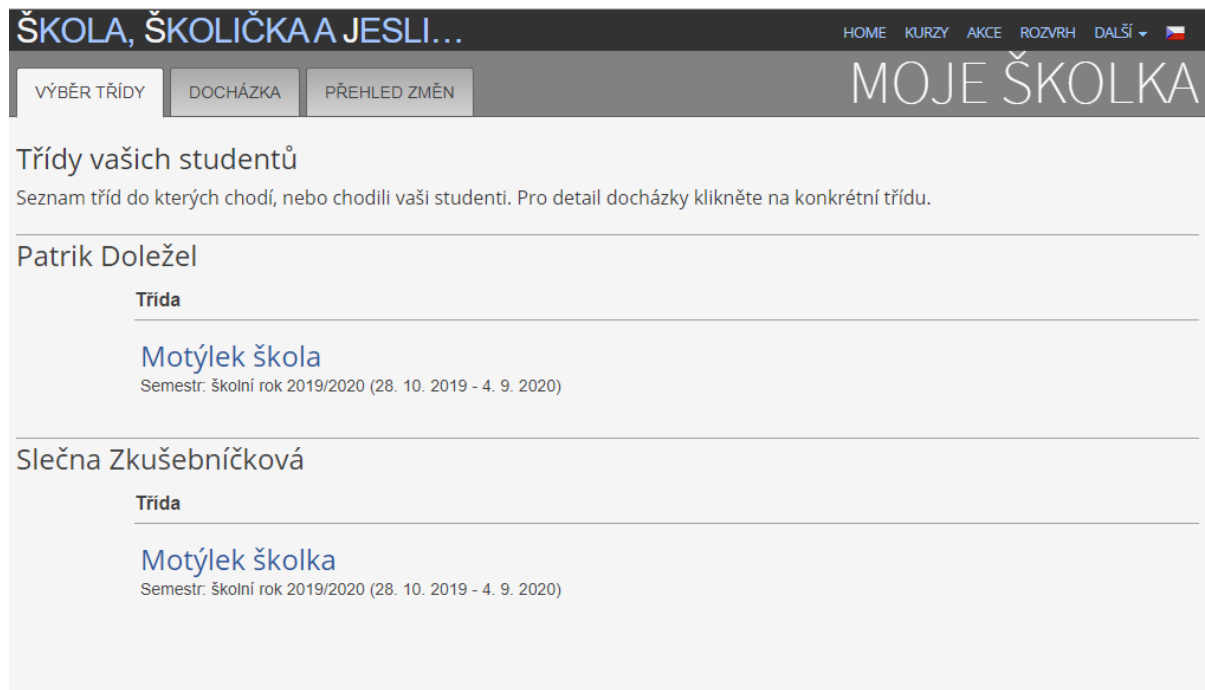 ŠKOLA, ŠKOLIČKA A JESLI...
HOME KURZY AKCE ROZVRH DALŠÍ
VÝBĚR TŘÍDY DOCHÁZKA PŘEHLED ZMĚN
MOJE ŠKOLKA
Třídy vašich studentů
Seznam tříd do kterých chodí, nebo chodili vaši studenti. Pro detail docházky klikněte na konkrétní třídu.
Patrik Doležel
Třída
Motýlek škola
Semestr: školní rok 2019/2020 (28. 10. 2019 - 4. 9. 2020)
Slečna Zkušebníčková
Třída
Motýlek školka
Semestr: školní rok 2019/2020 (28. 10. 2019 - 4. 9. 2020)